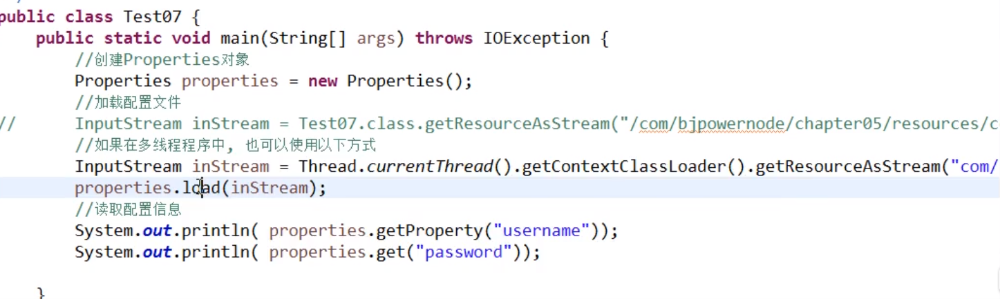 public class Test07 {
public static void main(String[] args) throws IOException {
//创建Properties对象
Properties properties = new Properties();
//加载配置文件
// InputStream inStream = Test07.class.getResourceAsStream("/com/bjpowernode/chapter05/resources/c
//如果在多线程程序中, 也可以使用以下方式
InputStream inStream = Thread.currentThread().getContextClassLoader().getResourceAsStream("com/
properties.load(inStream);
//读取配置信息
System.out.println( properties.getProperty("username"));
System.out.println( properties.get("password"));
}